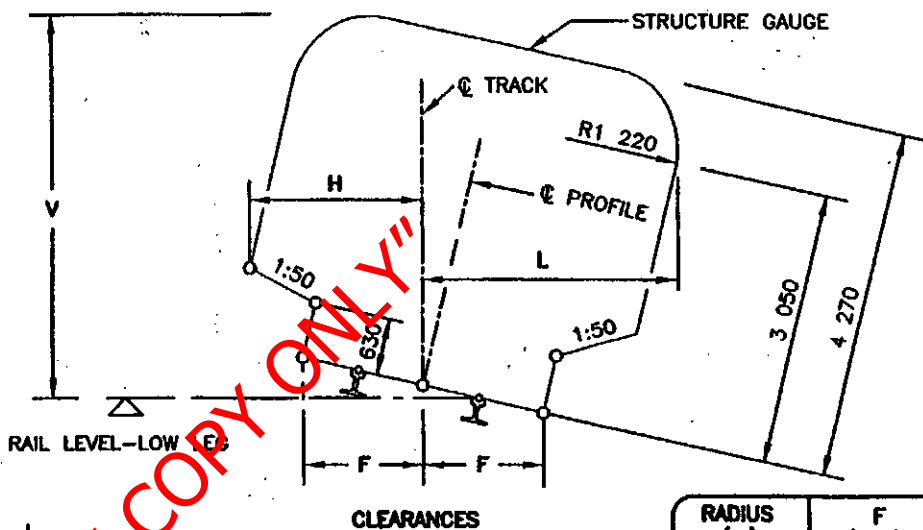 STRUCTURE GAUGE
℄ TRACK
R1 220
H
℄ PROFILE
V
L
1:50
1:50
630
3 050
4 270
RAIL LEVEL-LOW LEG
F
F
COPY ONLY"
CLEARANCES
RADIUS
F